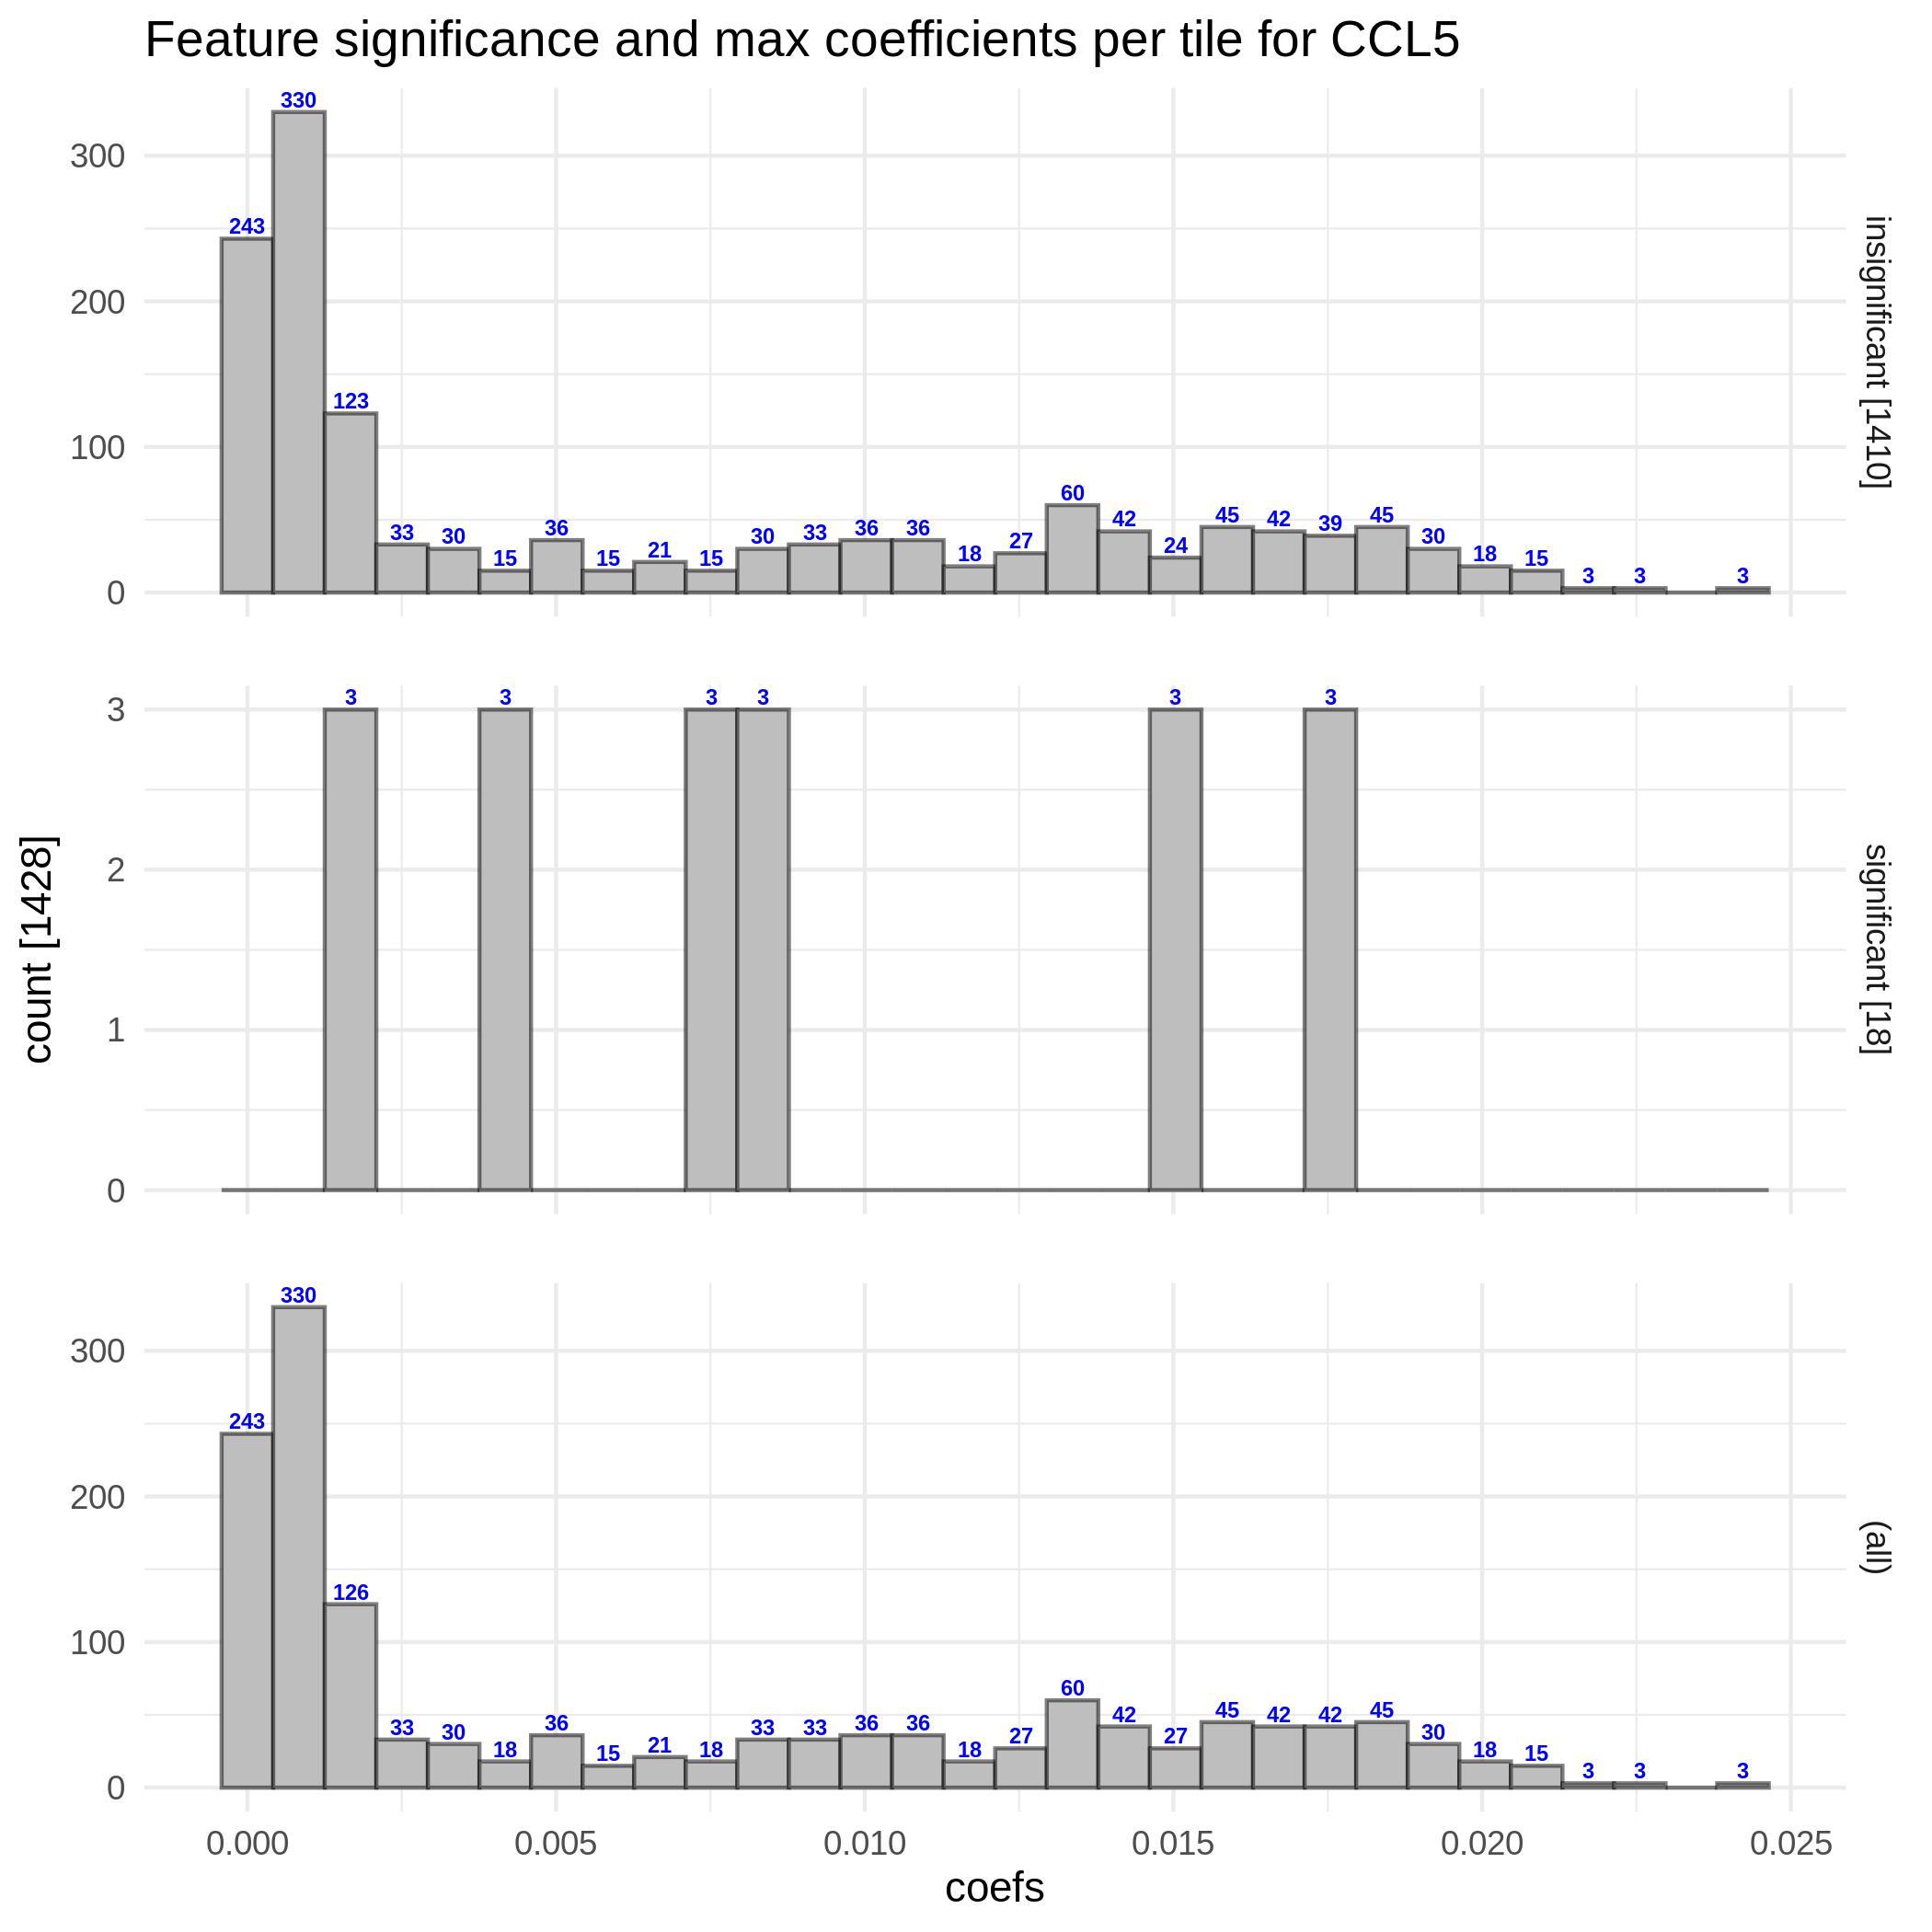 Feature significance and max coefficients per tile for CCL5
330
300
243
200
123
100
33 30 15 36 15 21 15 30 33 36 36 18 27 60 42 24 45 42 39 45 30 18 15 3 3 3
0
insignificant [1410]
3 3 3 3 3 3
3
2
1
0
significant [18]
count [1428]
330
300
243
200
126
100
33 30 18 36 15 21 18 33 33 36 36 18 27 60 42 27 45 42 42 45 30 18 15 3 3 3
0
(all)
0.000 0.005 0.010 0.015 0.020 0.025
coefs